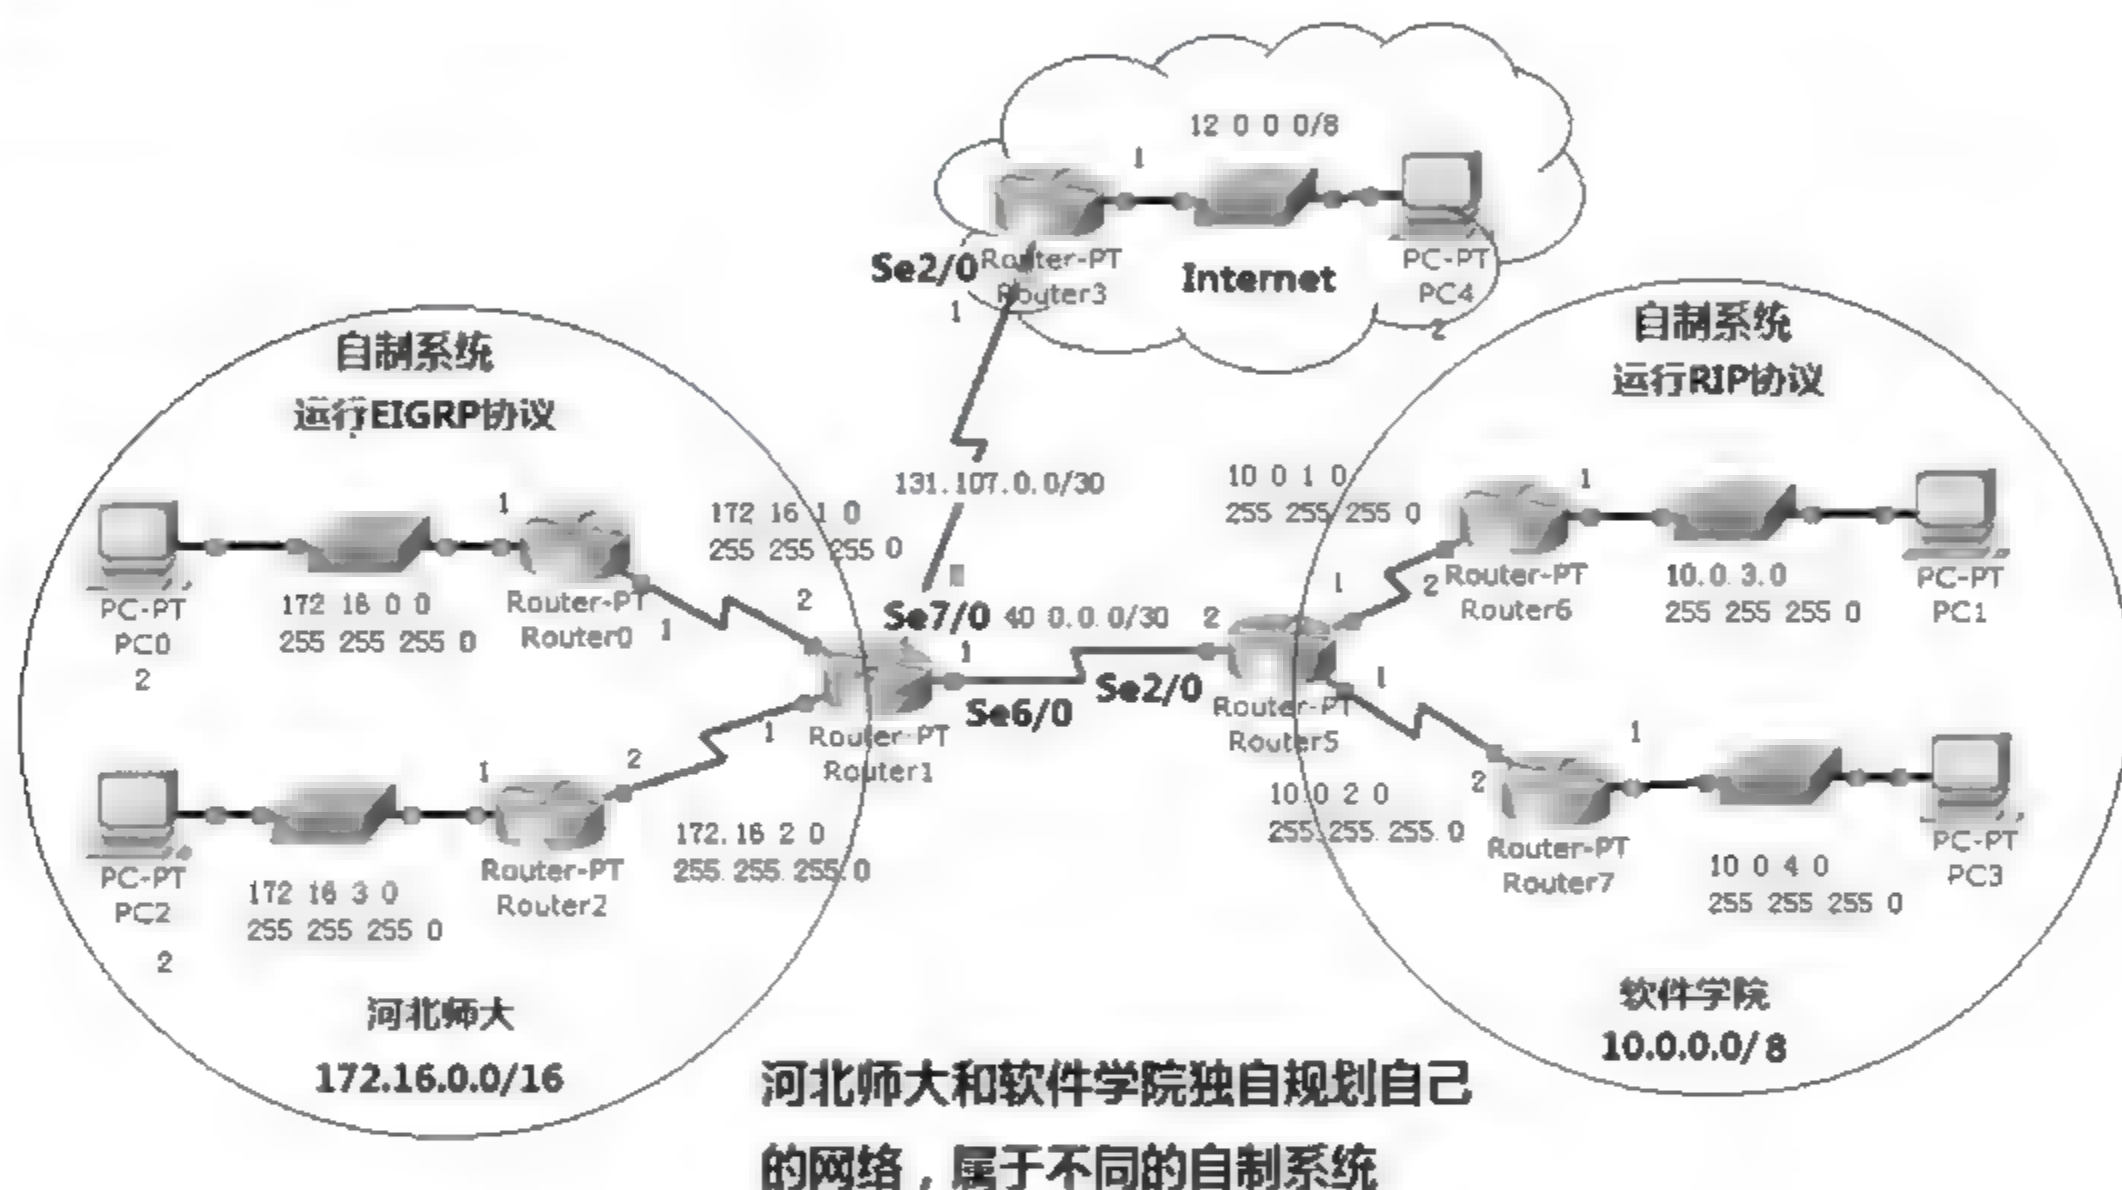 12 0 0 0/8
1
Se2/0
Router-PT
Router3
1
Internet
PC-PT
PC4
2
自制系统
运行EIGRP协议
自制系统
运行RIP协议
131.107.0.0/30
172 16 1 0
255 255 255 0
10 0 1 0
255 255 255 0
1
PC-PT
PC0
2
172 16 0 0
255 255 255 0
Router-PT
Router0
1
2
Se7/0
40 0.0.0/30
2
1
Se6/0
Se2/0
Router-PT
Router1
Router-PT
Router5
1
2
Router-PT
Router6
1
10.0.3.0
255 255 255 0
PC-PT
PC1
1
2
1
PC-PT
PC2
2
172 16 3 0
255 255 255 0
Router-PT
Router2
172.16 2 0
255.255.255.0
1
2
10 0 2 0
255.255.255.0
Router-PT
Router7
1
10 0 4 0
255 255 255 0
PC-PT
PC3
河北师大
172.16.0.0/16
软件学院
10.0.0.0/8
河北师大和软件学院独自规划自己
的网络，属于不同的自制系统